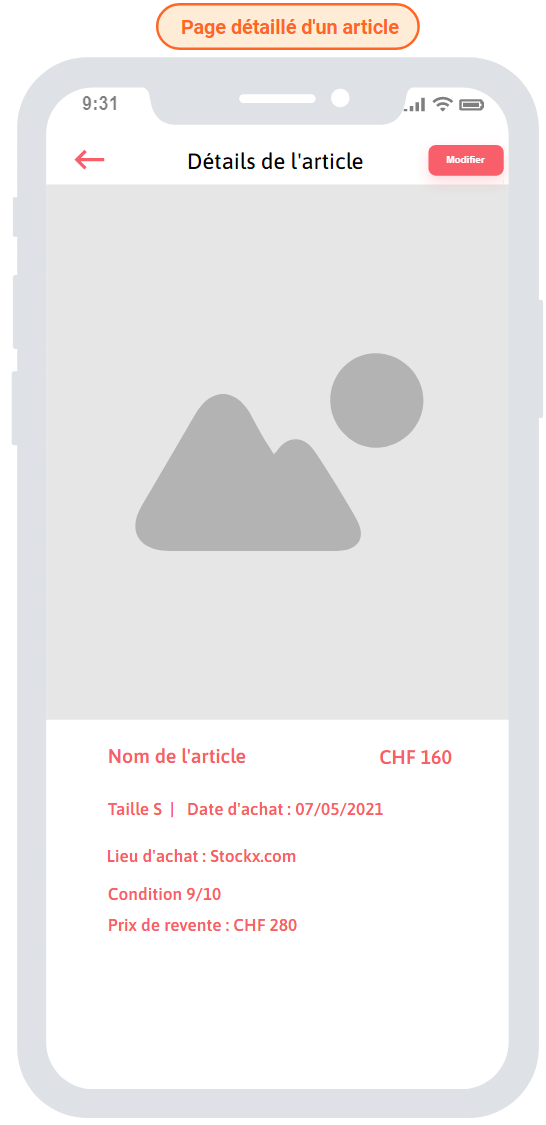 Page détaillé d'un article
9:31
Détails de l'article
Modifier
Nom de l'article
CHF 160
Taille S | Date d'achat : 07/05/2021
Lieu d'achat : Stockx.com
Condition 9/10
Prix de revente : CHF 280